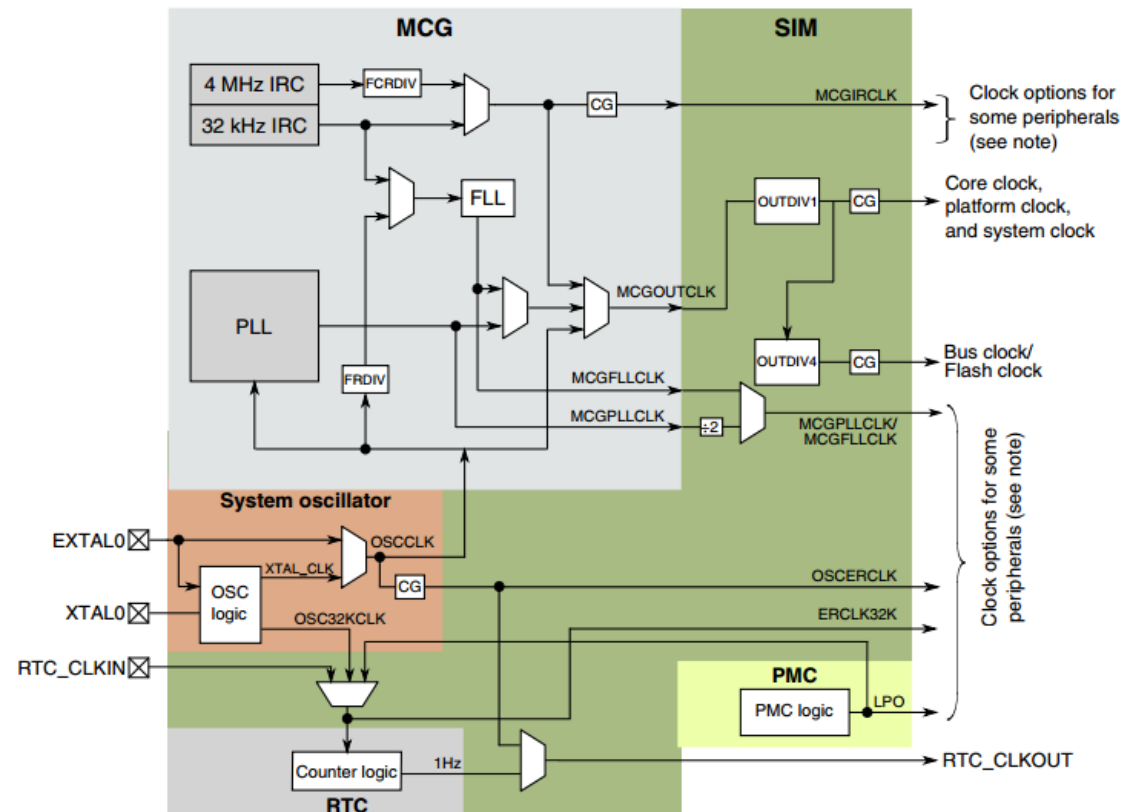 MCG
SIM
4 MHz IRC
FCRDIV
CG
MCGIRCLK
Clock options for
some peripherals
(see note)
32 kHz IRC
FLL
OUTDIV1
CG
Core clock,
platform clock,
and system clock
MCGOUTCLK
PLL
OUTDIV4
CG
Bus clock/
Flash clock
FRDIV
MCGFLLCLK
MCGPLLCLK
÷2
MCGPLLCLK/
MCGFLLCLK
Clock options for some
peripherals (see note)
System oscillator
EXTAL0
OSCCLK
XTAL_CLK
OSC
logic
CG
OSCERCLK
XTAL0
OSC32KCLK
ERCLK32K
RTC_CLKIN
PMC
PMC logic
LPO
Counter logic
1Hz
RTC_CLKOUT
RTC